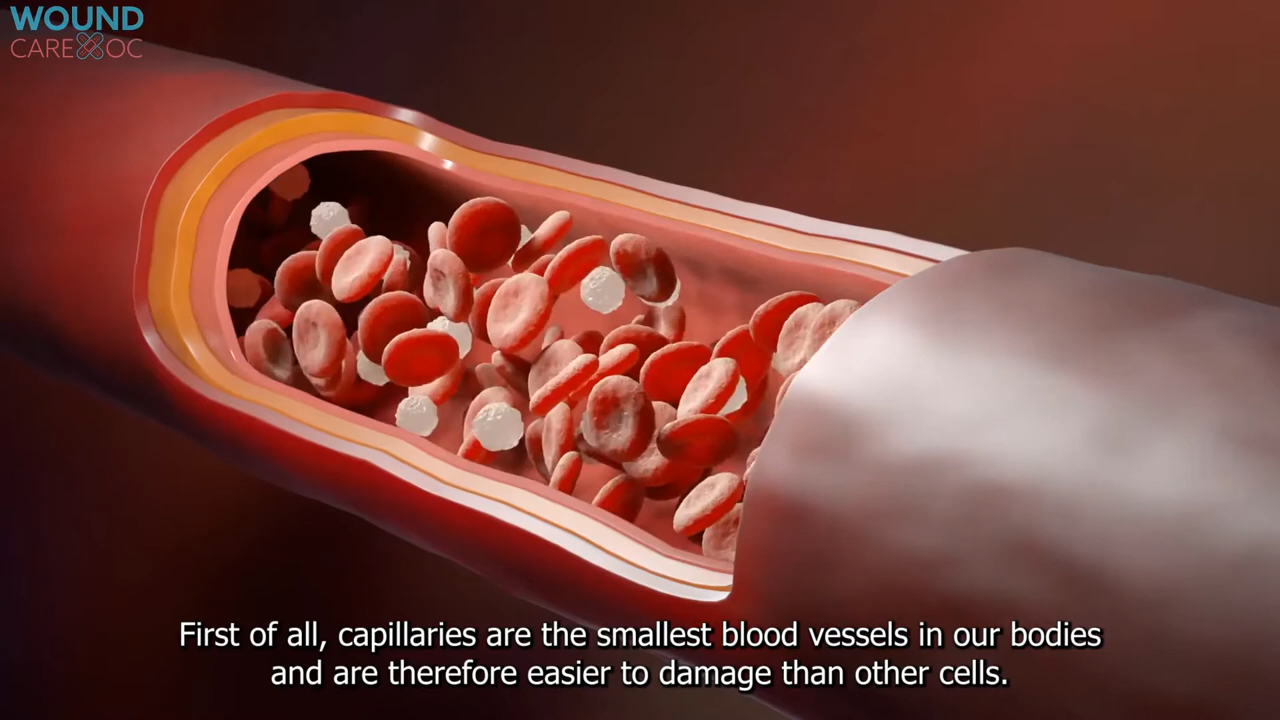 WOUND
CARE OC
First of all, capillaries are the smallest blood vessels in our bodies
and are therefore easier to damage than other cells.